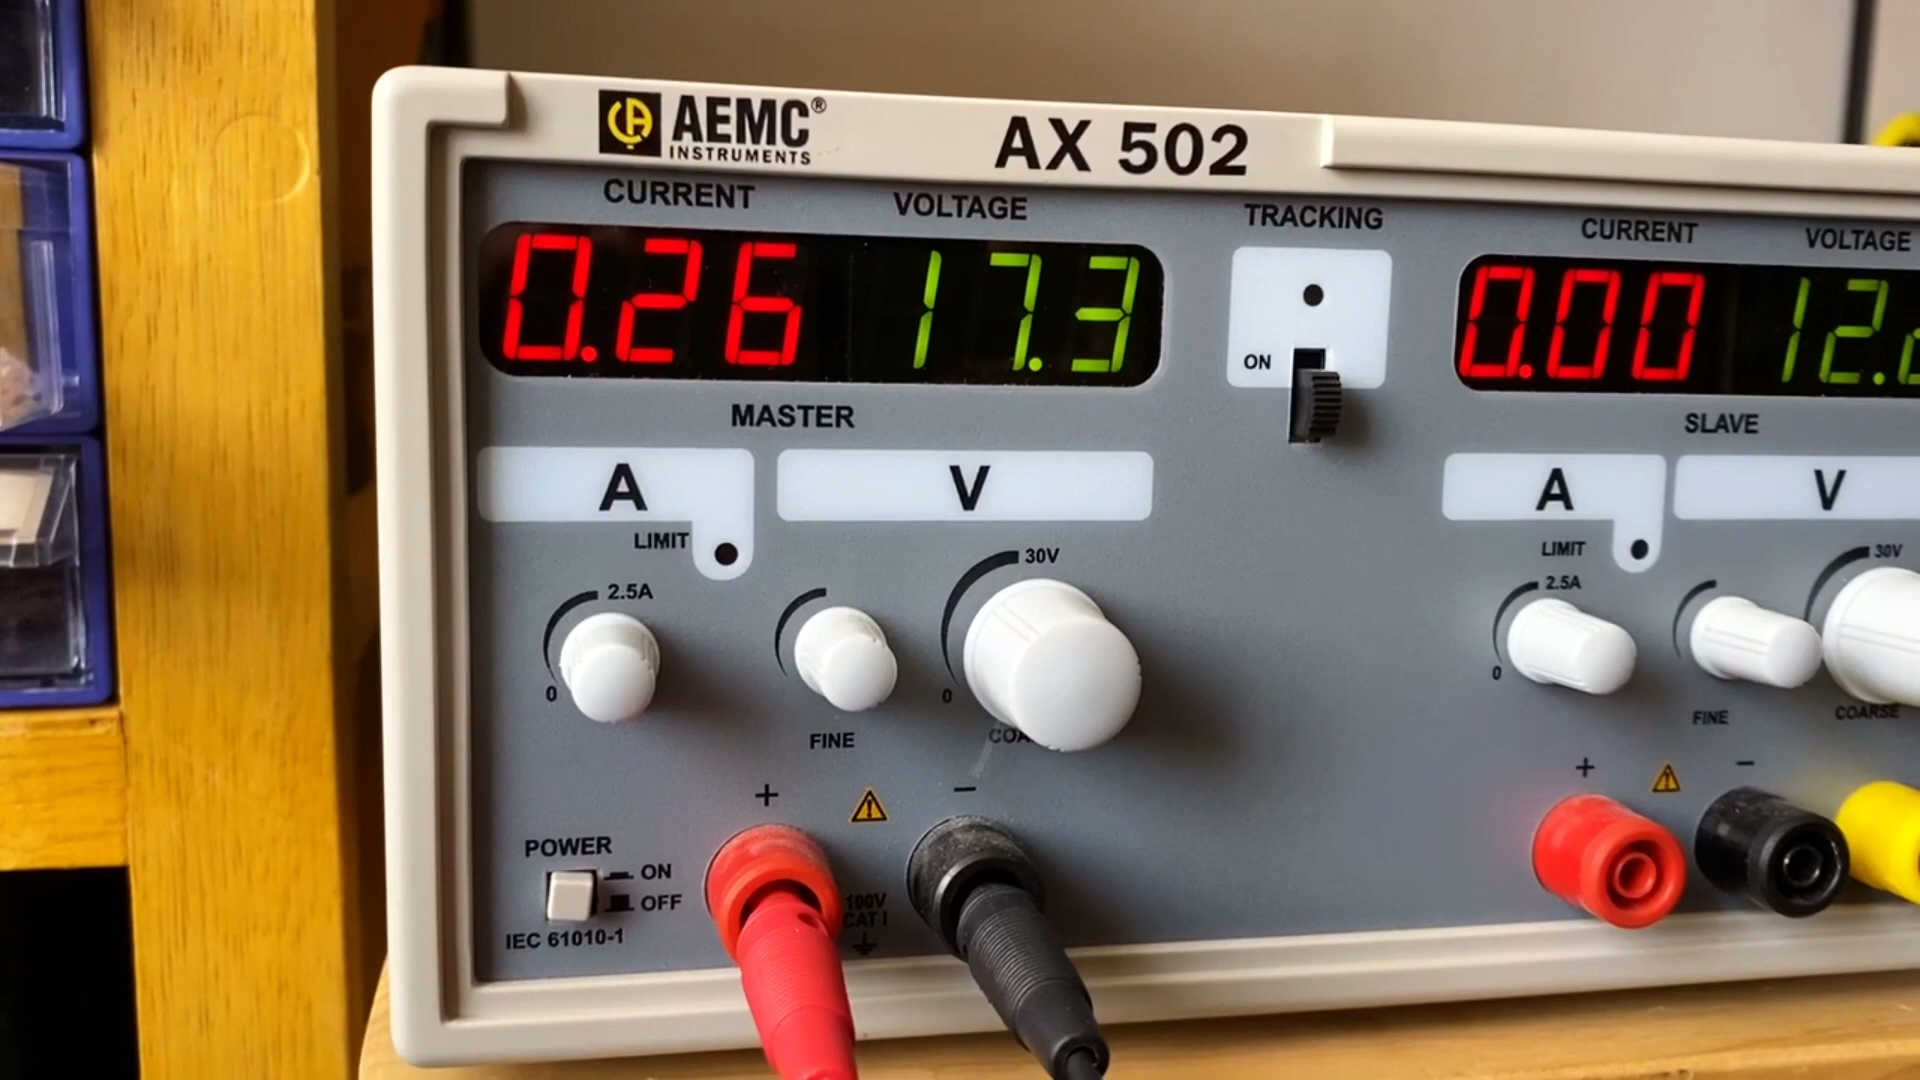 AEMC®
INSTRUMENTS
AX 502
CURRENT VOLTAGE
TRACKING
CURRENT VOLTAGE
0.26 17.3
ON
0.00 12.
MASTER
SLAVE
A V
A V
LIMIT
LIMIT
2.5A
30V
2.5A
30V
0
0
0
FINE
FINE
COARSE
+ -
+ -
POWER
ON
OFF
IEC 61010-1
100V
CAT I